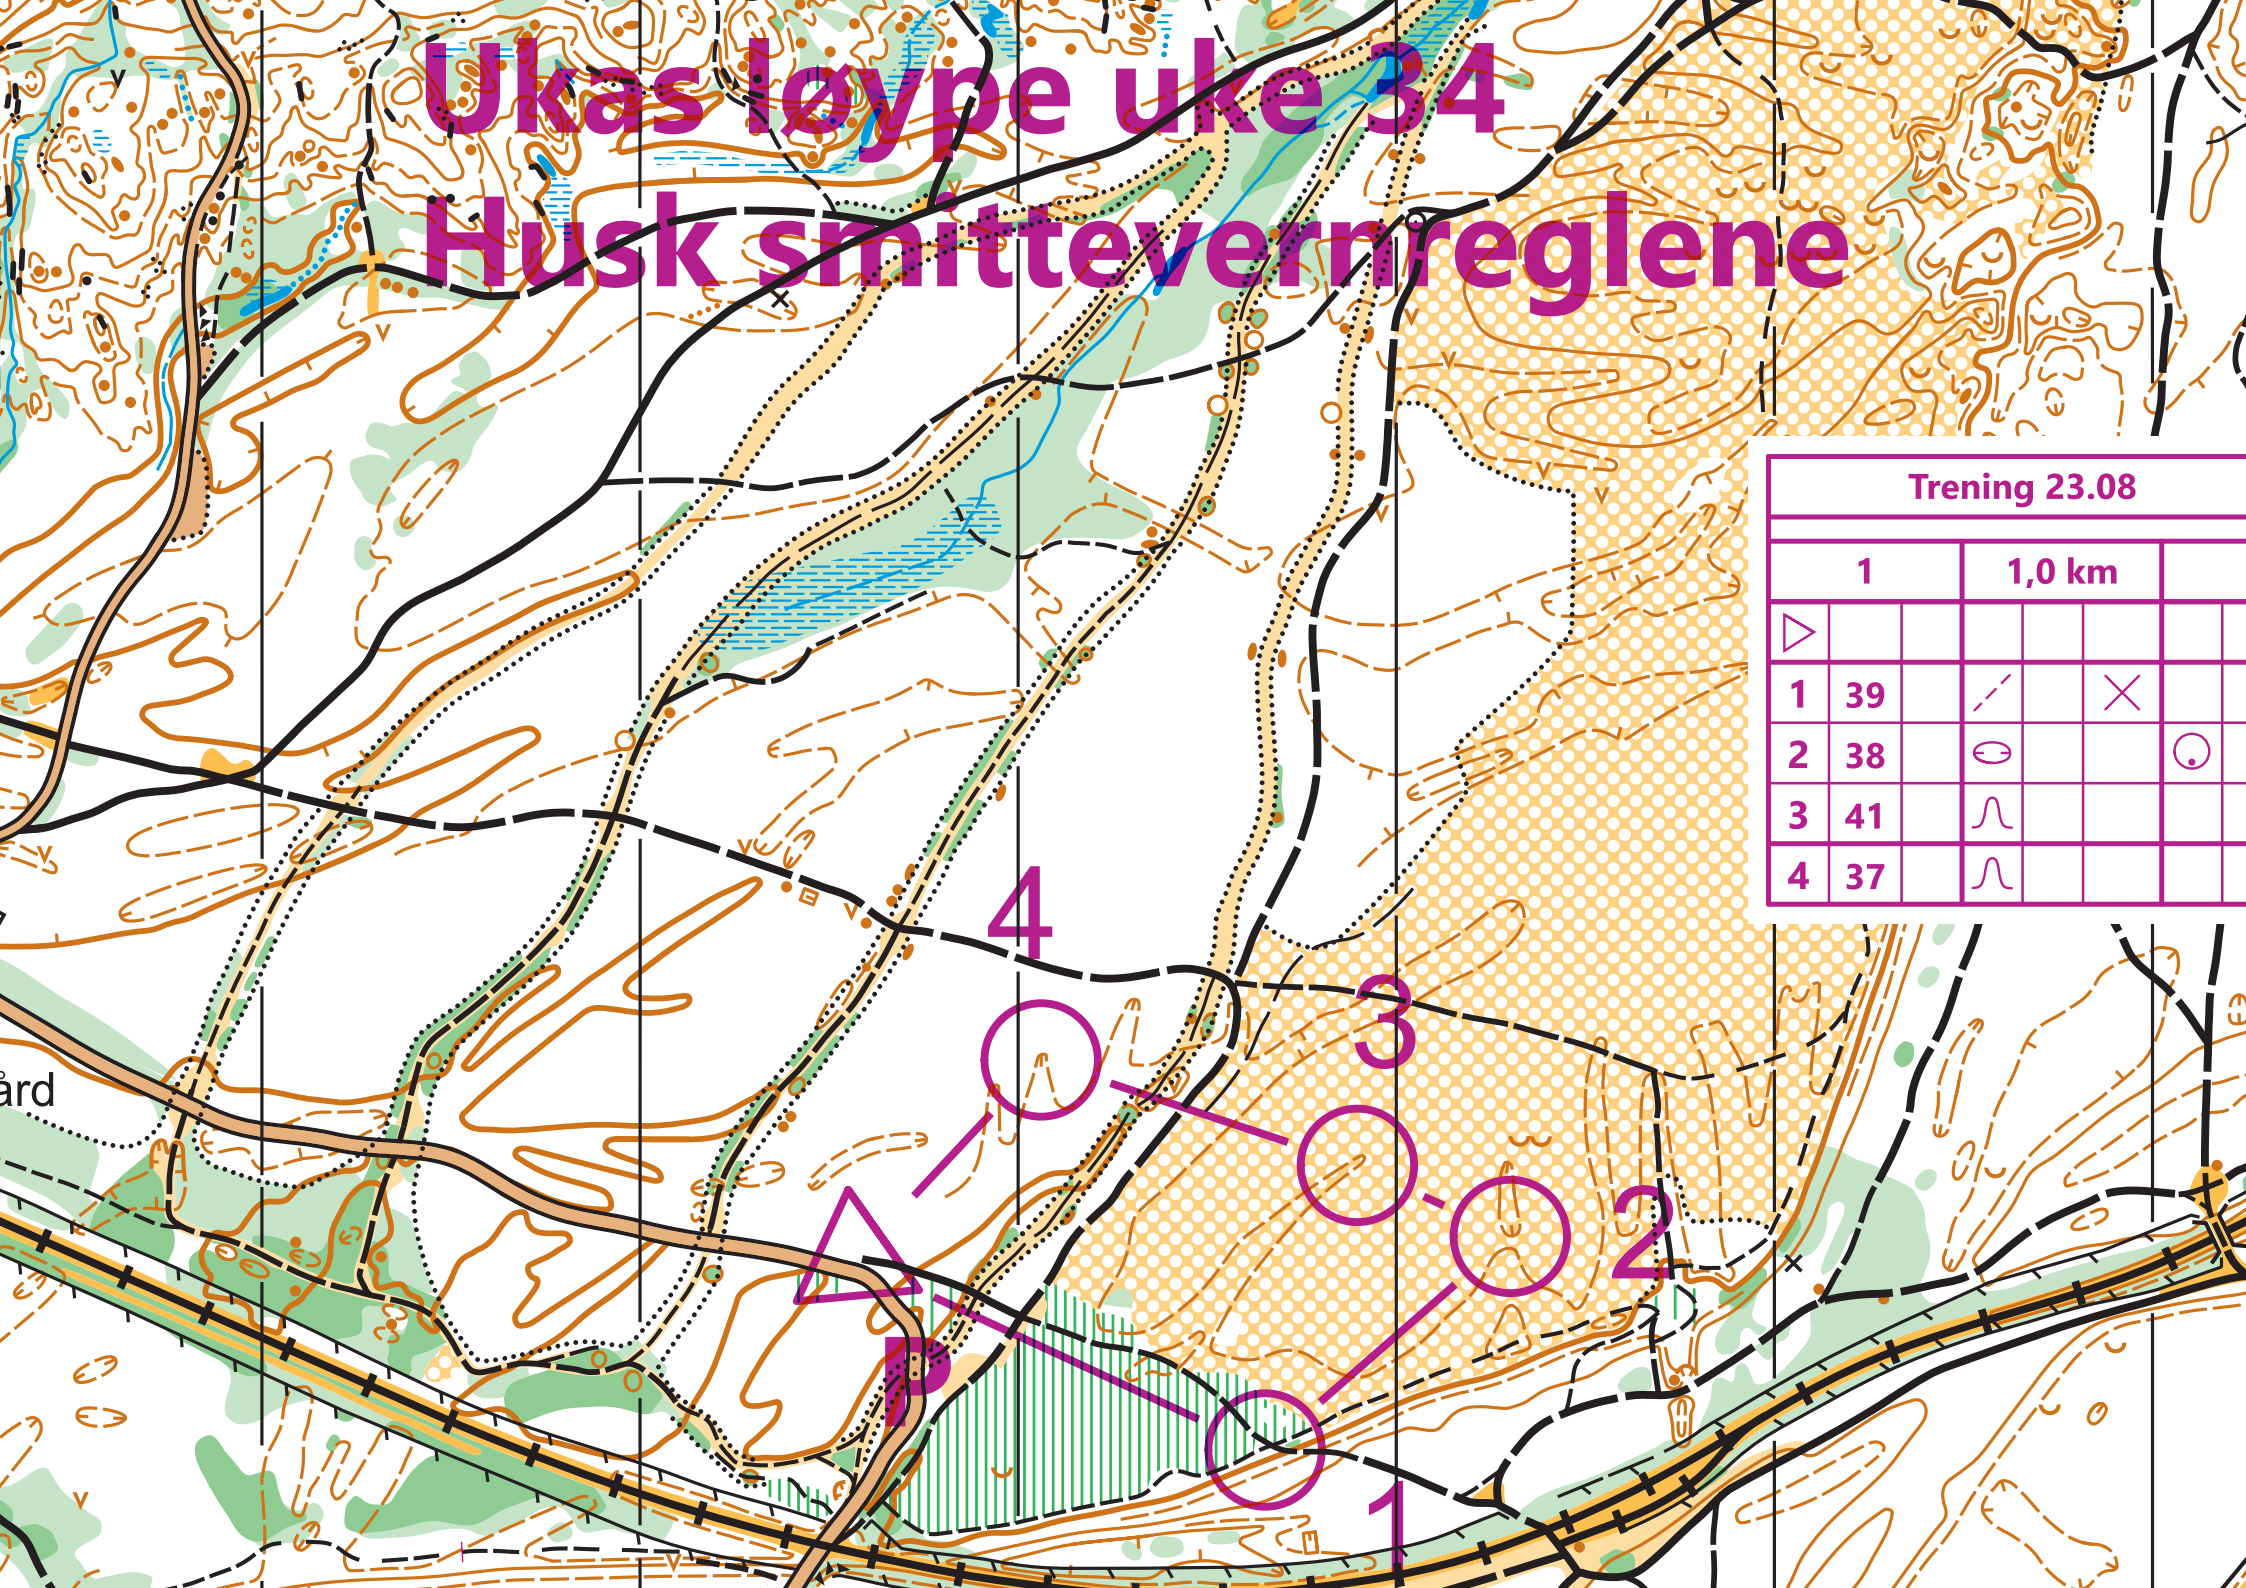 Ukas løype uke 34
Husk smittevernreglene
Trening 23.08
1 1,0 km
1 39
2 38
3 41
4 37
4
3
2
ård
P
1